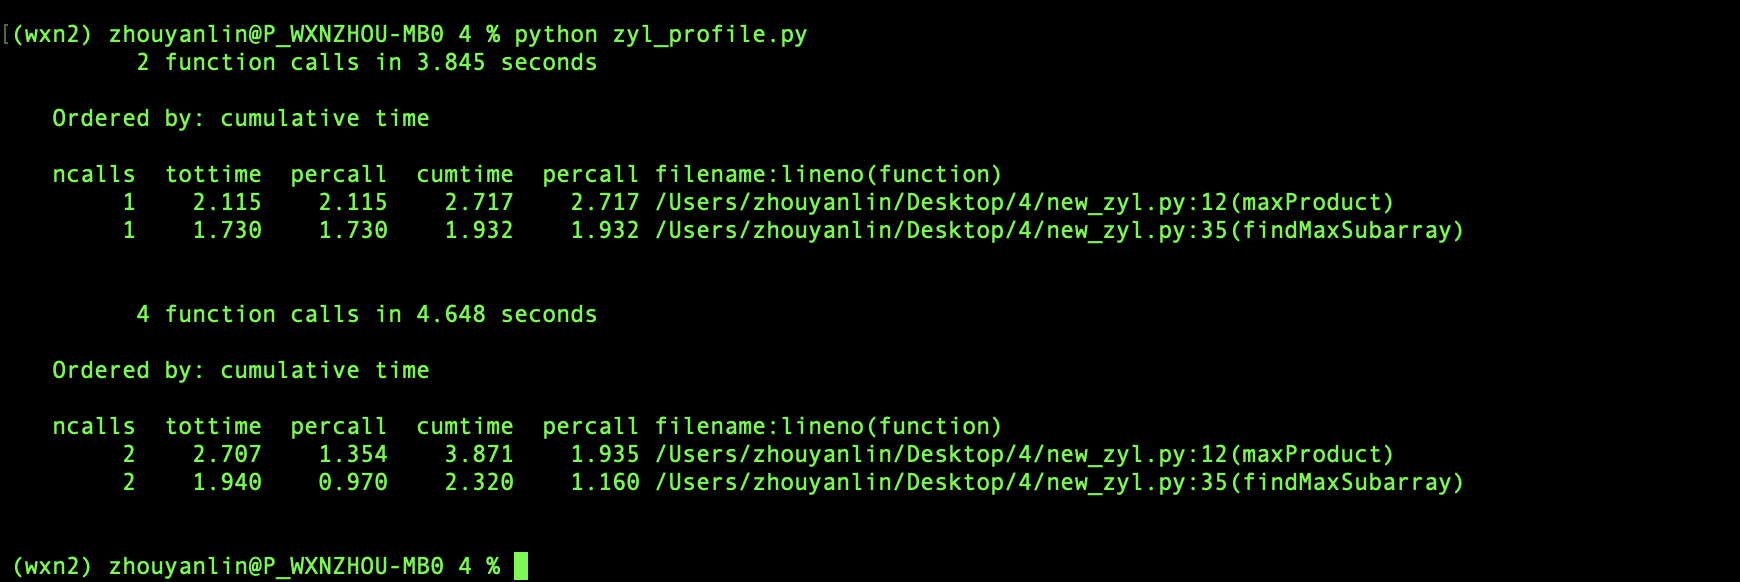 [(wxn2) zhouyanlin@P_WXNZHOU-MB0 4 % python zyl_profile.py
         2 function calls in 3.845 seconds

   Ordered by: cumulative time

   ncalls  tottime  percall  cumtime  percall filename:lineno(function)
        1    2.115    2.115    2.717    2.717 /Users/zhouyanlin/Desktop/4/new_zyl.py:12(maxProduct)
        1    1.730    1.730    1.932    1.932 /Users/zhouyanlin/Desktop/4/new_zyl.py:35(findMaxSubarray)


         4 function calls in 4.648 seconds

   Ordered by: cumulative time

   ncalls  tottime  percall  cumtime  percall filename:lineno(function)
        2    2.707    1.354    3.871    1.935 /Users/zhouyanlin/Desktop/4/new_zyl.py:12(maxProduct)
        2    1.940    0.970    2.320    1.160 /Users/zhouyanlin/Desktop/4/new_zyl.py:35(findMaxSubarray)


(wxn2) zhouyanlin@P_WXNZHOU-MB0 4 %